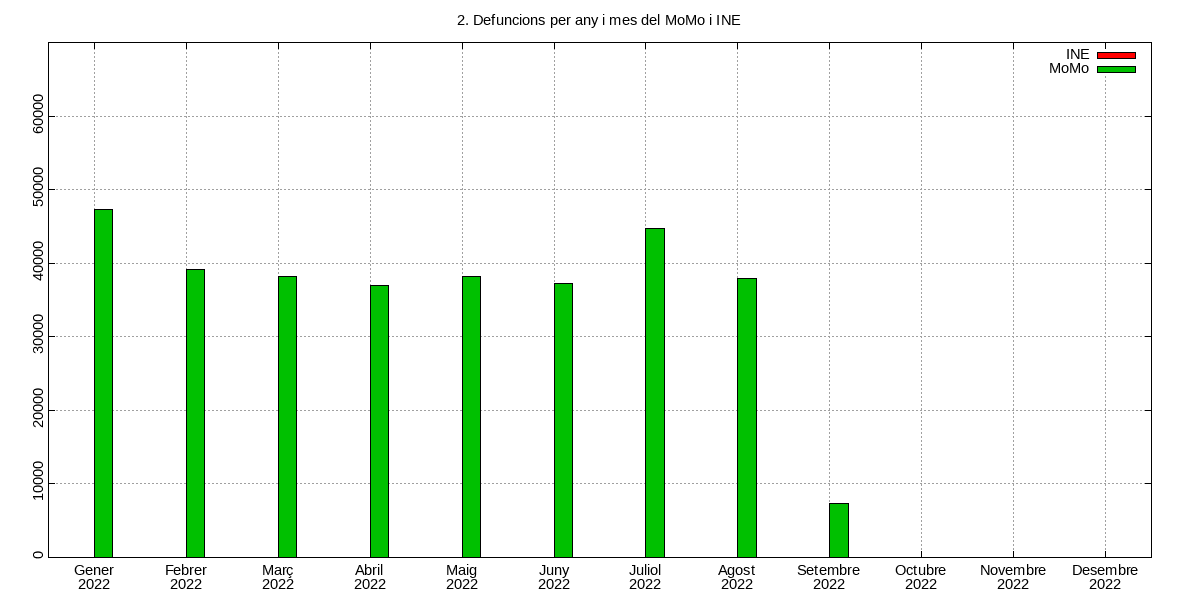 2. Defuncions per any i mes del MoMo i INE
INE
MoMo
60000
50000
40000
30000
20000
10000
0
Gener Febrer Març Abril Maig Juny Juliol Agost Setembre Octubre Novembre Desembre
2022 2022 2022 2022 2022 2022 2022 2022 2022 2022 2022 2022